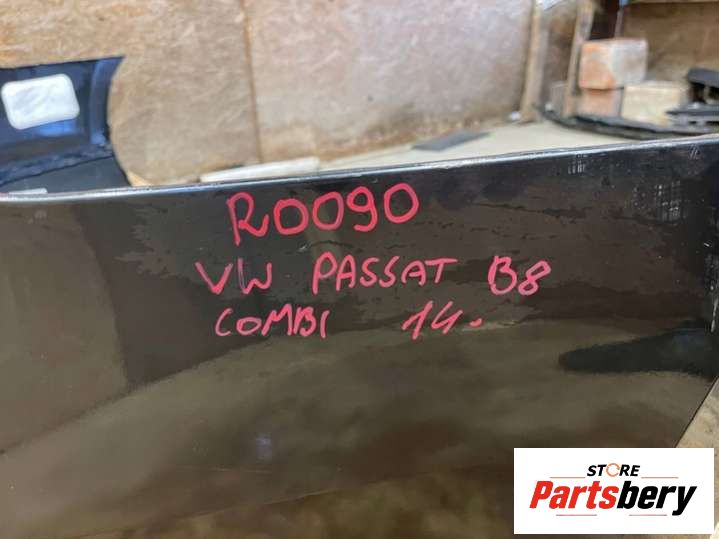 R0090
VW PASSAT B8
COMBI 14.
STORE
Partsbery